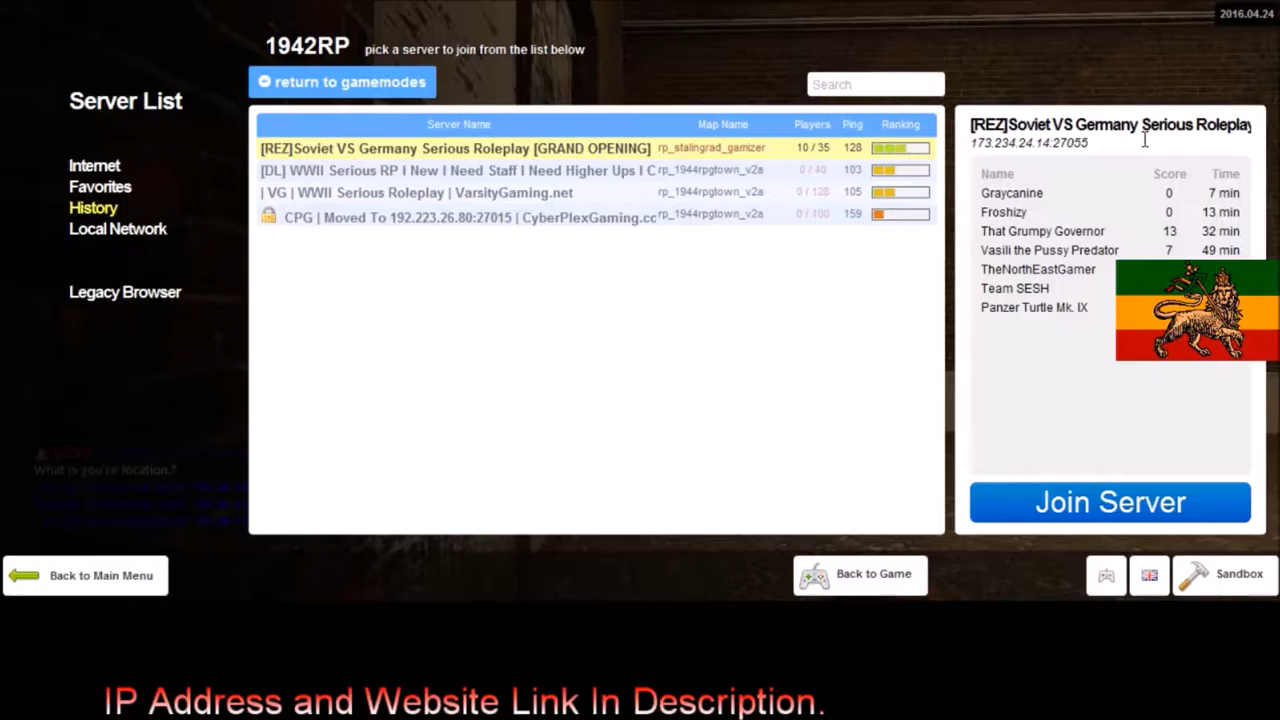 2016.04.24
1942RP pick a server to join from the list below
return to gamemodes
Search
Server List
Internet
Favorites
History
Local Network
Legacy Browser
Server Name Map Name Players Ping Ranking
[REZ]Soviet VS Germany Serious Roleplay [GRAND OPENING] rp_stalingrad_gamizer 10 / 35 128
[DL] WWII Serious RP I New I Need Staff I Need Higher Ups I C rp_1944rpgtown_v2a 0 / 40 103
| VG | WWII Serious Roleplay | VarsityGaming.net rp_1944rpgtown_v2a 0 / 128 105
CPG | Moved To 192.223.26.80:27015 | CyberPlexGaming.cc rp_1944rpgtown_v2a 0 / 100 159
[REZ]Soviet VS Germany Serious Roleplay
173.234.24.14:27055
Name Score Time
Graycanine 0 7 min
Froshizy 0 13 min
That Grumpy Governor 13 32 min
Vasili the Pussy Predator 7 49 min
TheNorthEastGamer
Team SESH
Panzer Turtle Mk. IX
Join Server
What is you're location.?
Back to Main Menu
Back to Game
Sandbox
IP Address and Website Link In Description.